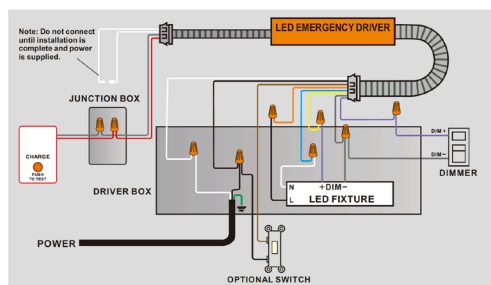 Note: Do not connect
until installation is
complete and power
is supplied.
LED EMERGENCY DRIVER
JUNCTION BOX
CHARGE
PUSH
TO TEST
DRIVER BOX
DIM +
DIM−
DIMMER
N
+DIM−
L
LED FIXTURE
POWER
OPTIONAL SWITCH